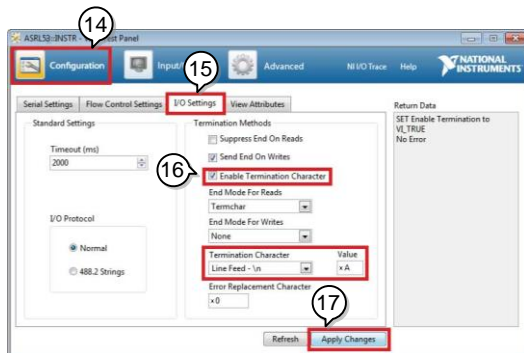 14
ASRL53::INSTR - est Panel
Configuration
Input/
Advanced
NI I/O Trace
Help
NATIONAL
INSTRUMENTS
15
Serial Settings
Flow Control Settings
I/O Settings
View Attributes
Return Data
Standard Settings
Termination Methods
SET Enable Termination to
VI_TRUE
No Error
Suppress End On Reads
Timeout (ms)
2000
Send End On Writes
16
Enable Termination Character
End Mode For Reads
Termchar
I/O Protocol
End Mode For Writes
None
Normal
488.2 Strings
Termination Character
Value
Line Feed - \n
xA
Error Replacement Character
x0
17
Refresh
Apply Changes